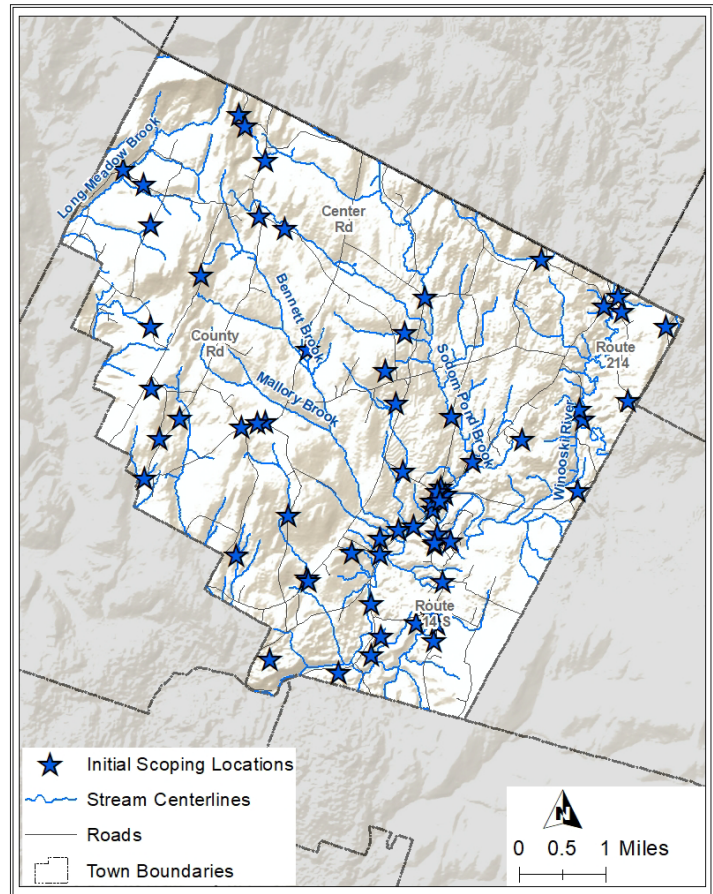 Long Meadow Brook
Center
Rd
Bennett Brook
County
Rd
Mallory Brook
Sodom Pond Brook
Route
214
Winooski River
Route
14 S
Initial Scoping Locations
Stream Centerlines
Roads
Town Boundaries
N
0 0.5 1 Miles